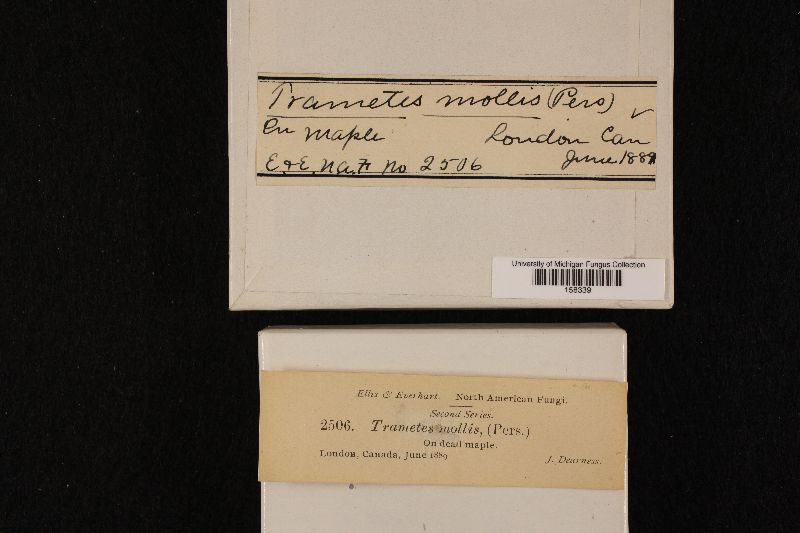 Trametes mollis (Pers)
On Maple London Can
June 1889
E & E. N A. F No 2506
University of Michigan Fungus Collection
168339
Ellis & Everhart. North American Fungi.
Second Series.
2506. Trametes mollis, (Pers.)
On dead maple.
London, Canada, June 1889
J. Dearness.